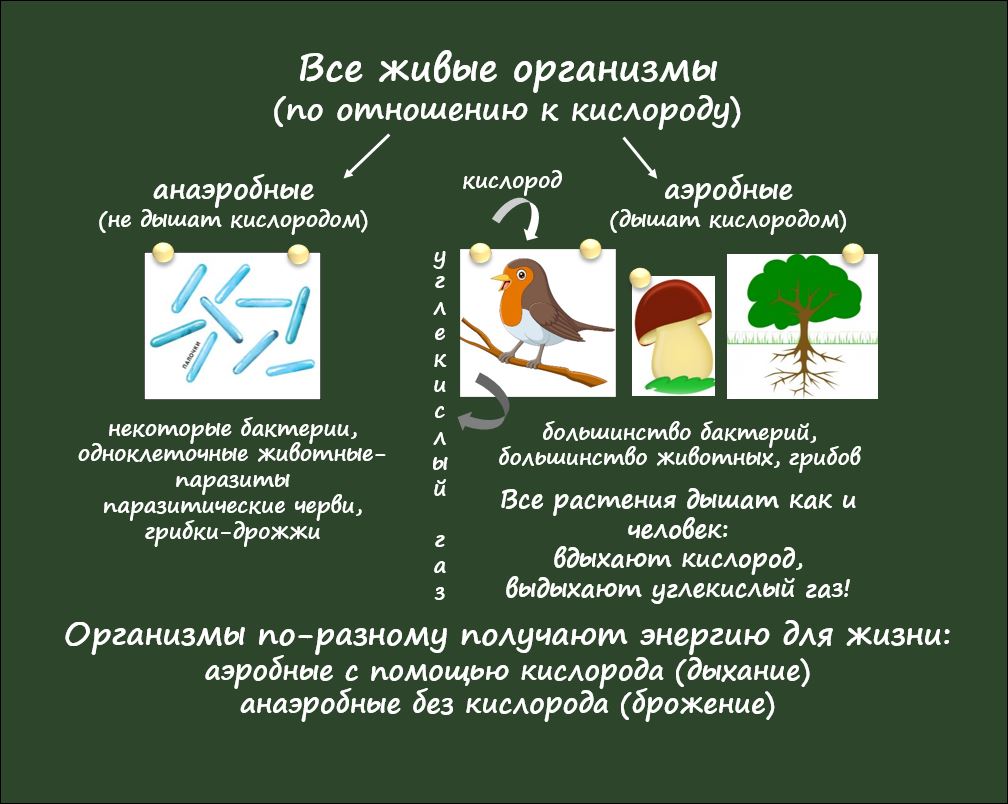 Все живые организмы
(по отношению к кислороду)
анаэробные
(не дышат кислородом)
палочки
некоторые бактерии,
одноклеточные животные-
паразиты
паразитические черви,
грибки-дрожжи
кислород
углекислый газ
аэробные
(дышат кислородом)
большинство бактерий,
большинство животных, грибов
Все растения дышат как и
человек:
вдыхают кислород,
выдыхают углекислый газ!
Организмы по-разному получают энергию для жизни:
аэробные с помощью кислорода (дыхание)
анаэробные без кислорода (брожение)